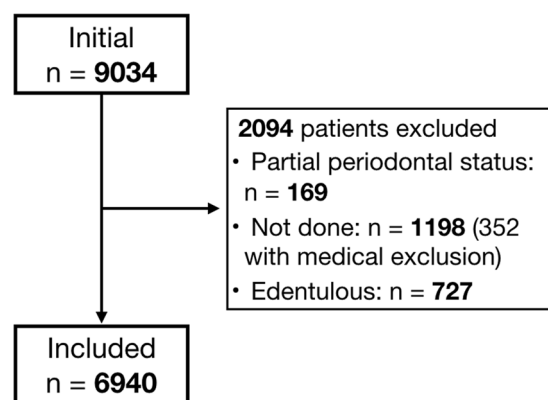 Initial
n = 9034
2094 patients excluded
• Partial periodontal status:
n = 169
• Not done: n = 1198 (352
with medical exclusion)
• Edentulous: n = 727
Included
n = 6940